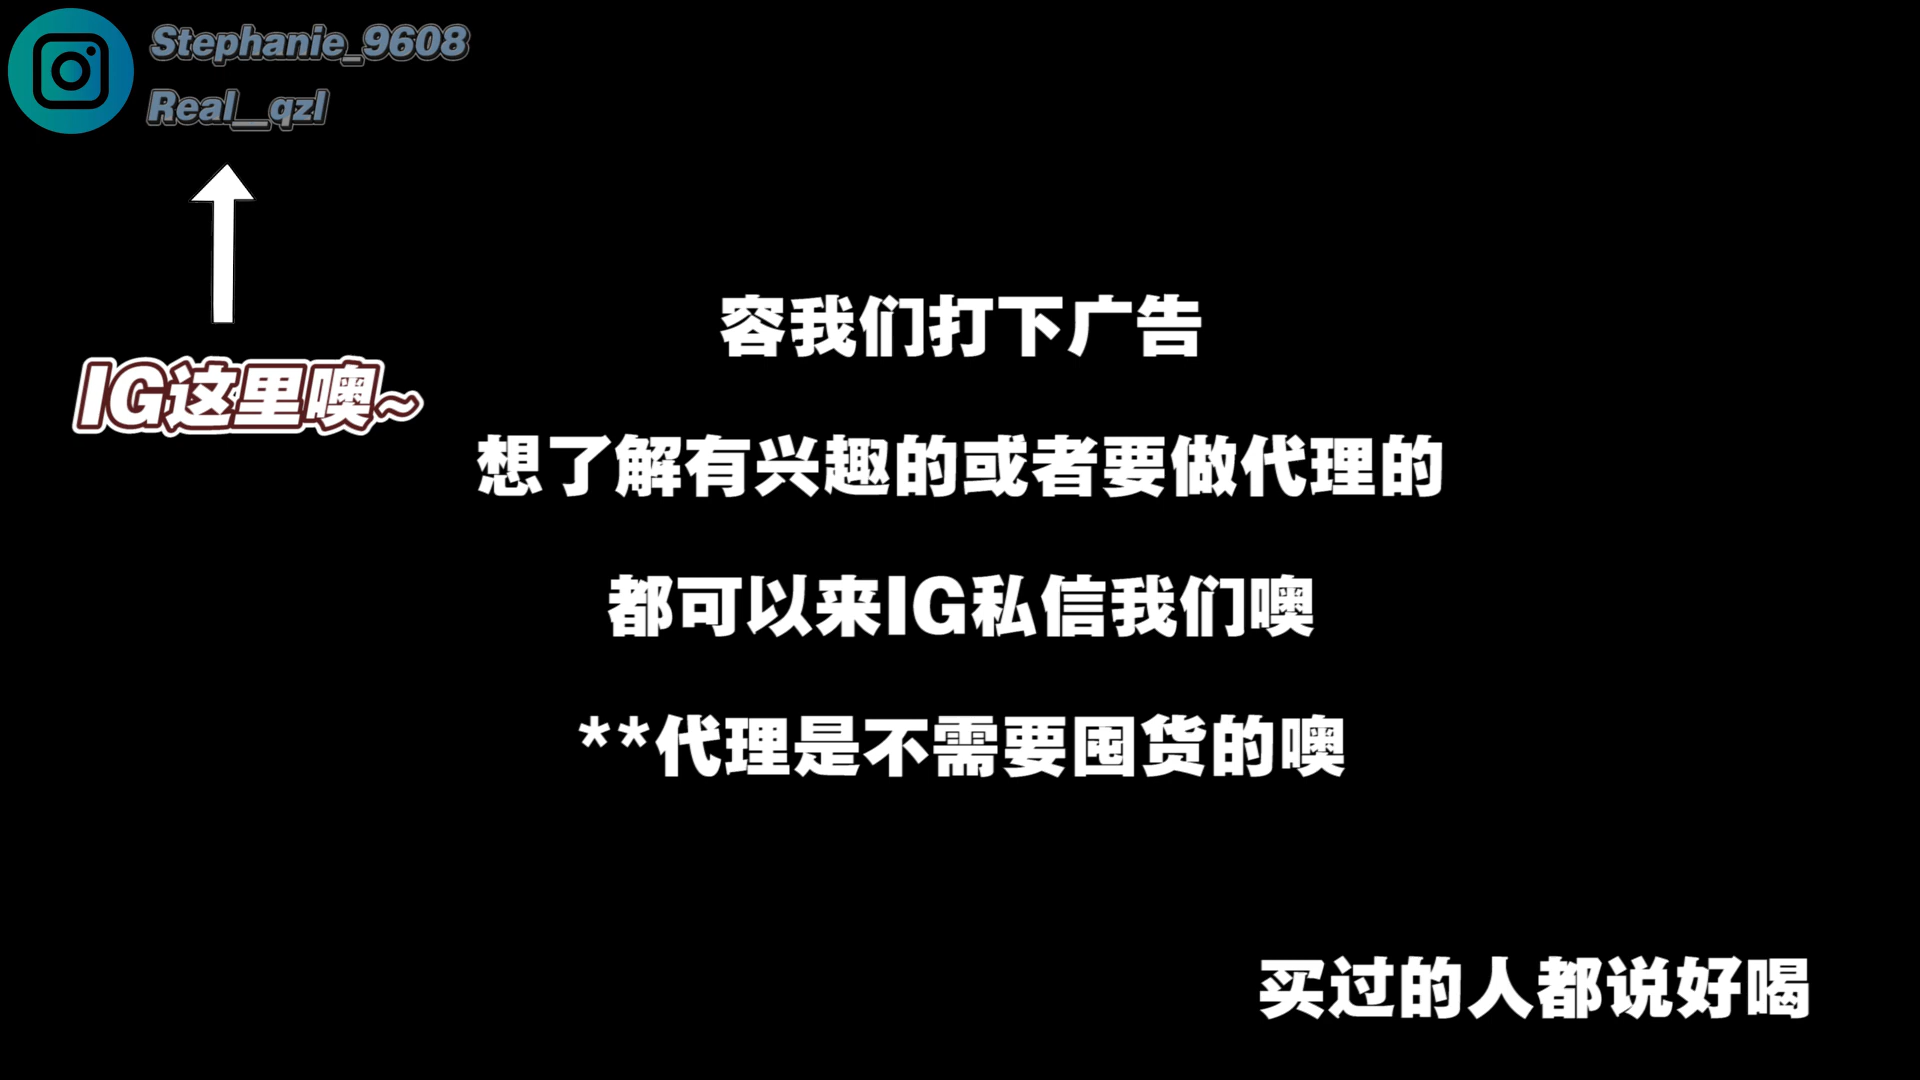 Stephanie_9608
Real__qzl
IG这里噢~
容我们打下广告
想了解有兴趣的或者要做代理的
都可以来IG私信我们噢
**代理是不需要囤货的噢
买过的人都说好喝